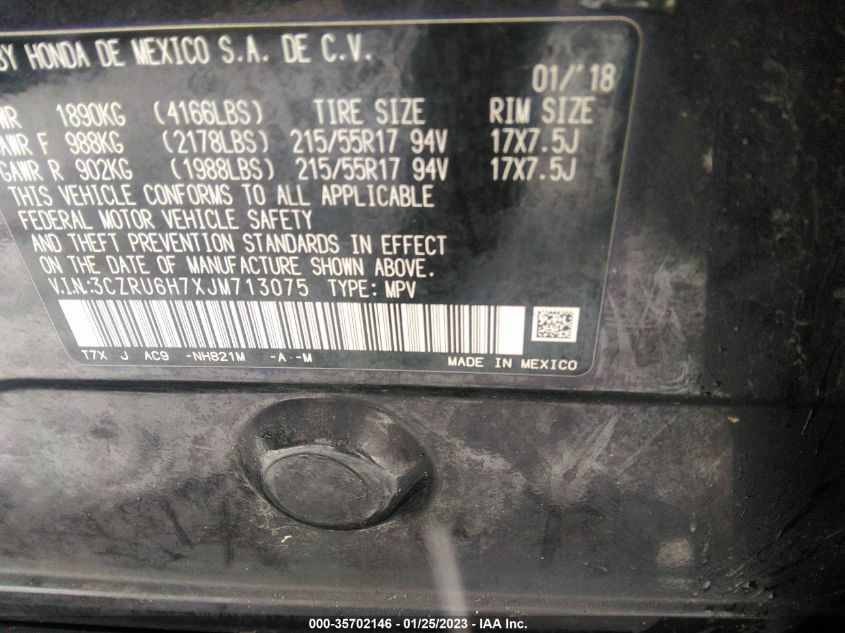 BY HONDA DE MEXICO S.A. DE C.V.
01/'18
WR 1890KG (4166LBS) TIRE SIZE RIM SIZE
AWR F 988KG (2178LBS) 215/55R17 94V 17X7.5J
GAWR R 902KG (1988LBS) 215/55R17 94V 17X7.5J
THIS VEHICLE CONFORMS TO ALL APPLICABLE
FEDERAL MOTOR VEHICLE SAFETY
AND THEFT PREVENTION STANDARDS IN EFFECT
ON THE DATE OF MANUFACTURE SHOWN ABOVE.
V.I.N.:3CZRU6H7XJM713075 TYPE: MPV
T7X J AC9 -NH821M -A -M MADE IN MEXICO
000-35702146 - 01/25/2023 - IAA Inc.